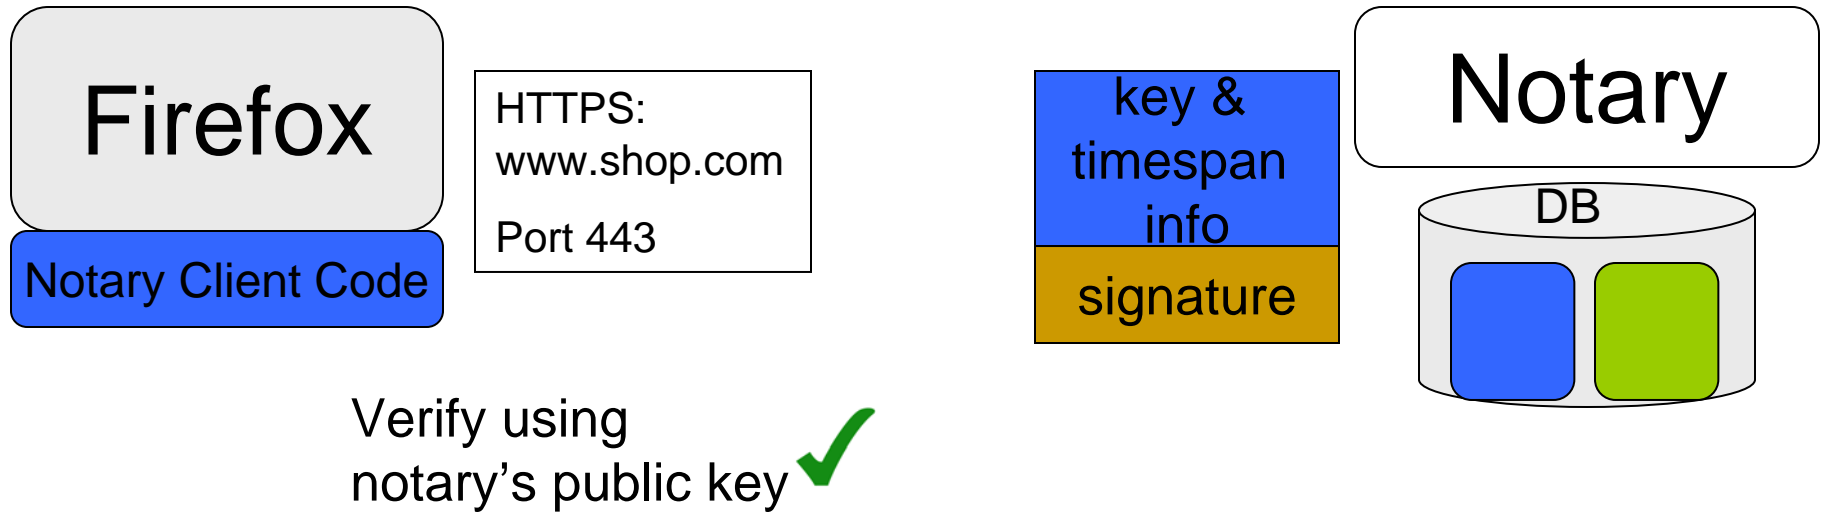 Firefox
Notary Client Code
HTTPS:
www.shop.com
Port 443
key &
timespan
info
signature
Notary
DB
Verify using
notary’s public key